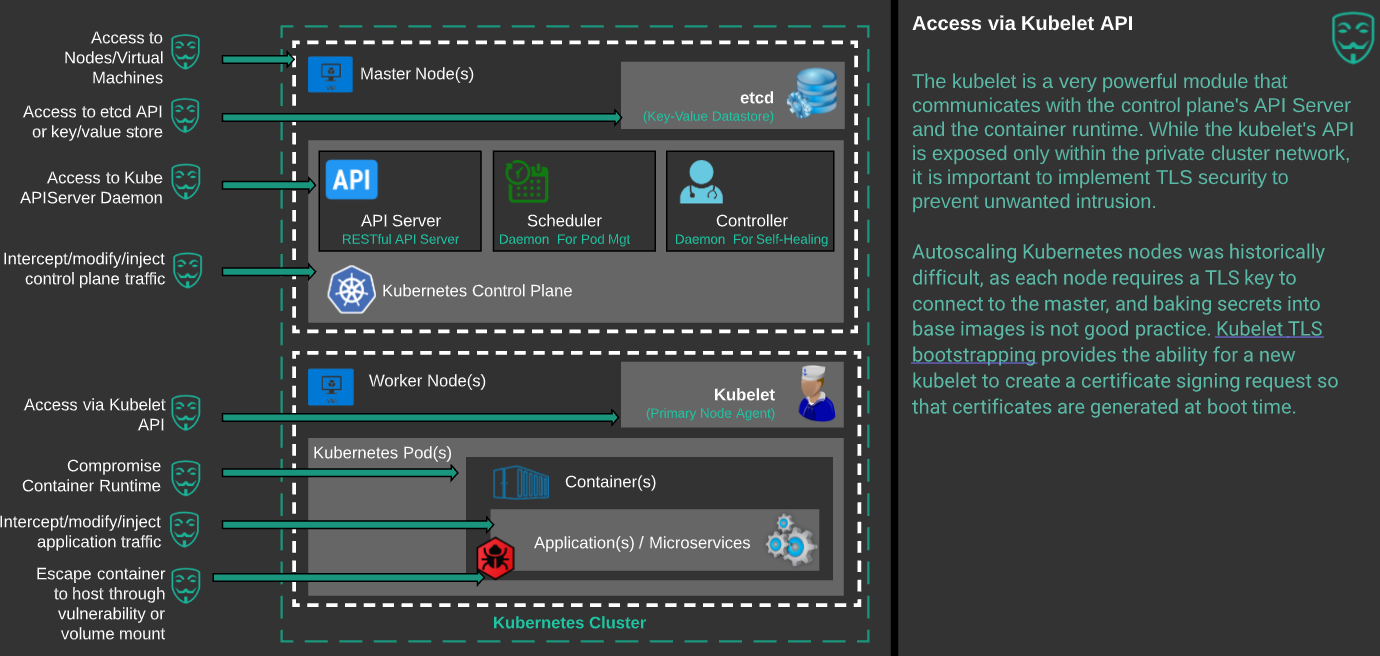 Access to
Nodes/Virtual
Machines
Access to etcd API
or key/value store
Access to Kube
APIServer Daemon
Intercept/modify/inject
control plane traffic
Access via Kubelet
API
Compromise
Container Runtime
Intercept/modify/inject
application traffic
Escape container
to host through
vulnerability or
volume mount
Master Node(s)
etcd
(Key-Value Datastore)
API
API Server
RESTful API Server
Scheduler
Daemon For Pod Mgt
Controller
Daemon For Self-Healing
Kubernetes Control Plane
Worker Node(s)
Kubelet
(Primary Node Agent)
Kubernetes Pod(s)
Container(s)
Application(s) / Microservices
Kubernetes Cluster
Access via Kubelet API
The kubelet is a very powerful module that
communicates with the control plane's API Server
and the container runtime. While the kubelet's API
is exposed only within the private cluster network,
it is important to implement TLS security to
prevent unwanted intrusion.
Autoscaling Kubernetes nodes was historically
difficult, as each node requires a TLS key to
connect to the master, and baking secrets into
base images is not good practice. Kubelet TLS
bootstrapping provides the ability for a new
kubelet to create a certificate signing request so
that certificates are generated at boot time.